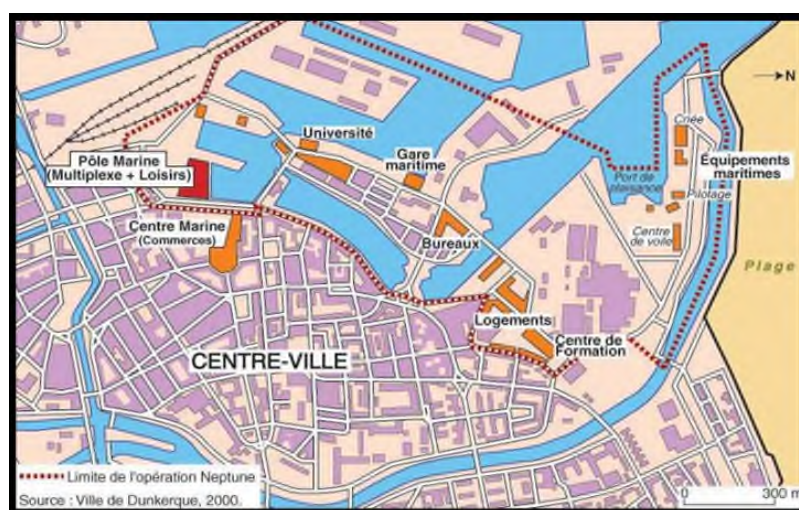 N
Université
Criée
Pôle Marine
(Multiplexe + Loisirs)
Gare
maritime
Équipements
maritimes
Port de
plaisance
Pilotage
Centre Marine
(Commerces)
Bureaux
Centre
de voile
Plage
Logements
Centre de
Formation
CENTRE-VILLE
Limite de l'opération Neptune
Source : Ville de Dunkerque, 2000.
0 300 m